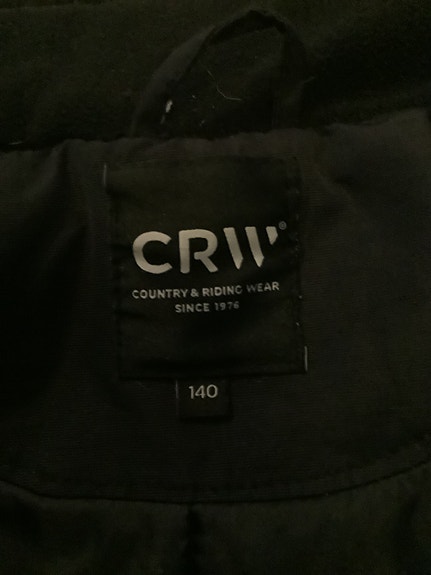 CRW®
COUNTRY & RIDING WEAR
SINCE 1976
140